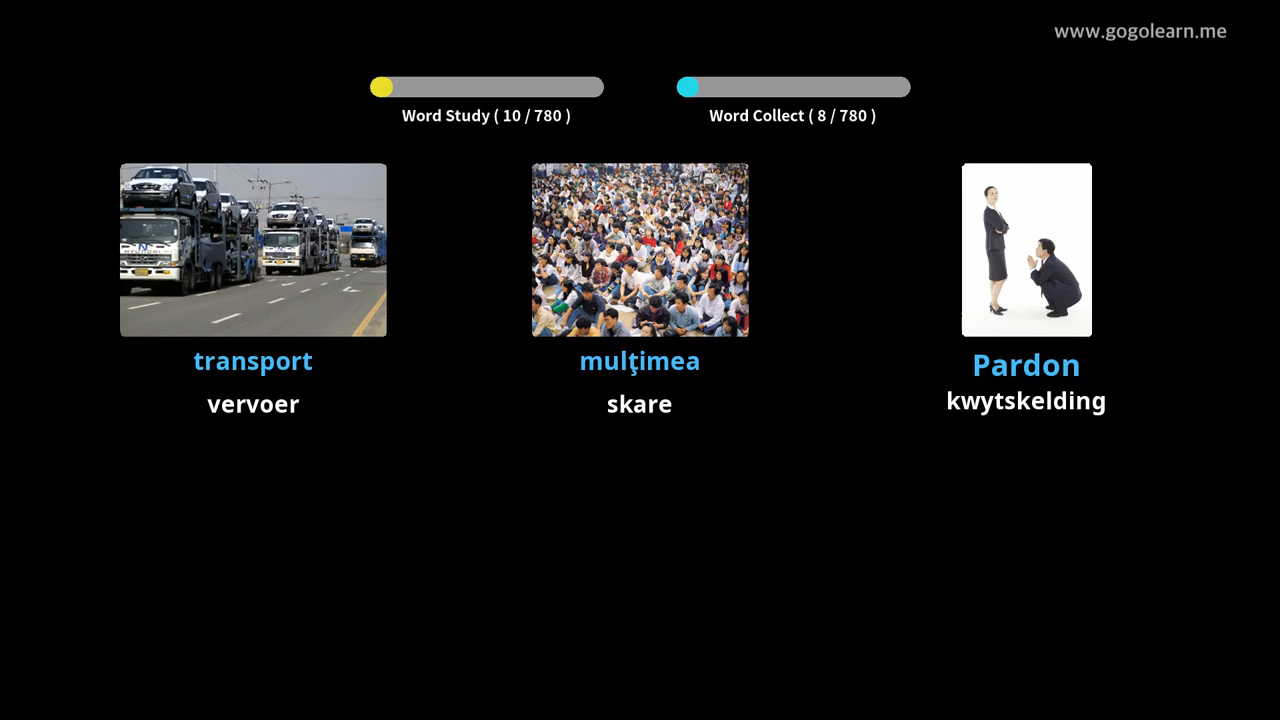 www.gogolearn.me
Word Study ( 10 / 780 )
Word Collect ( 8 / 780 )
transport
mulţimea
Pardon
vervoer
skare
kwytskelding